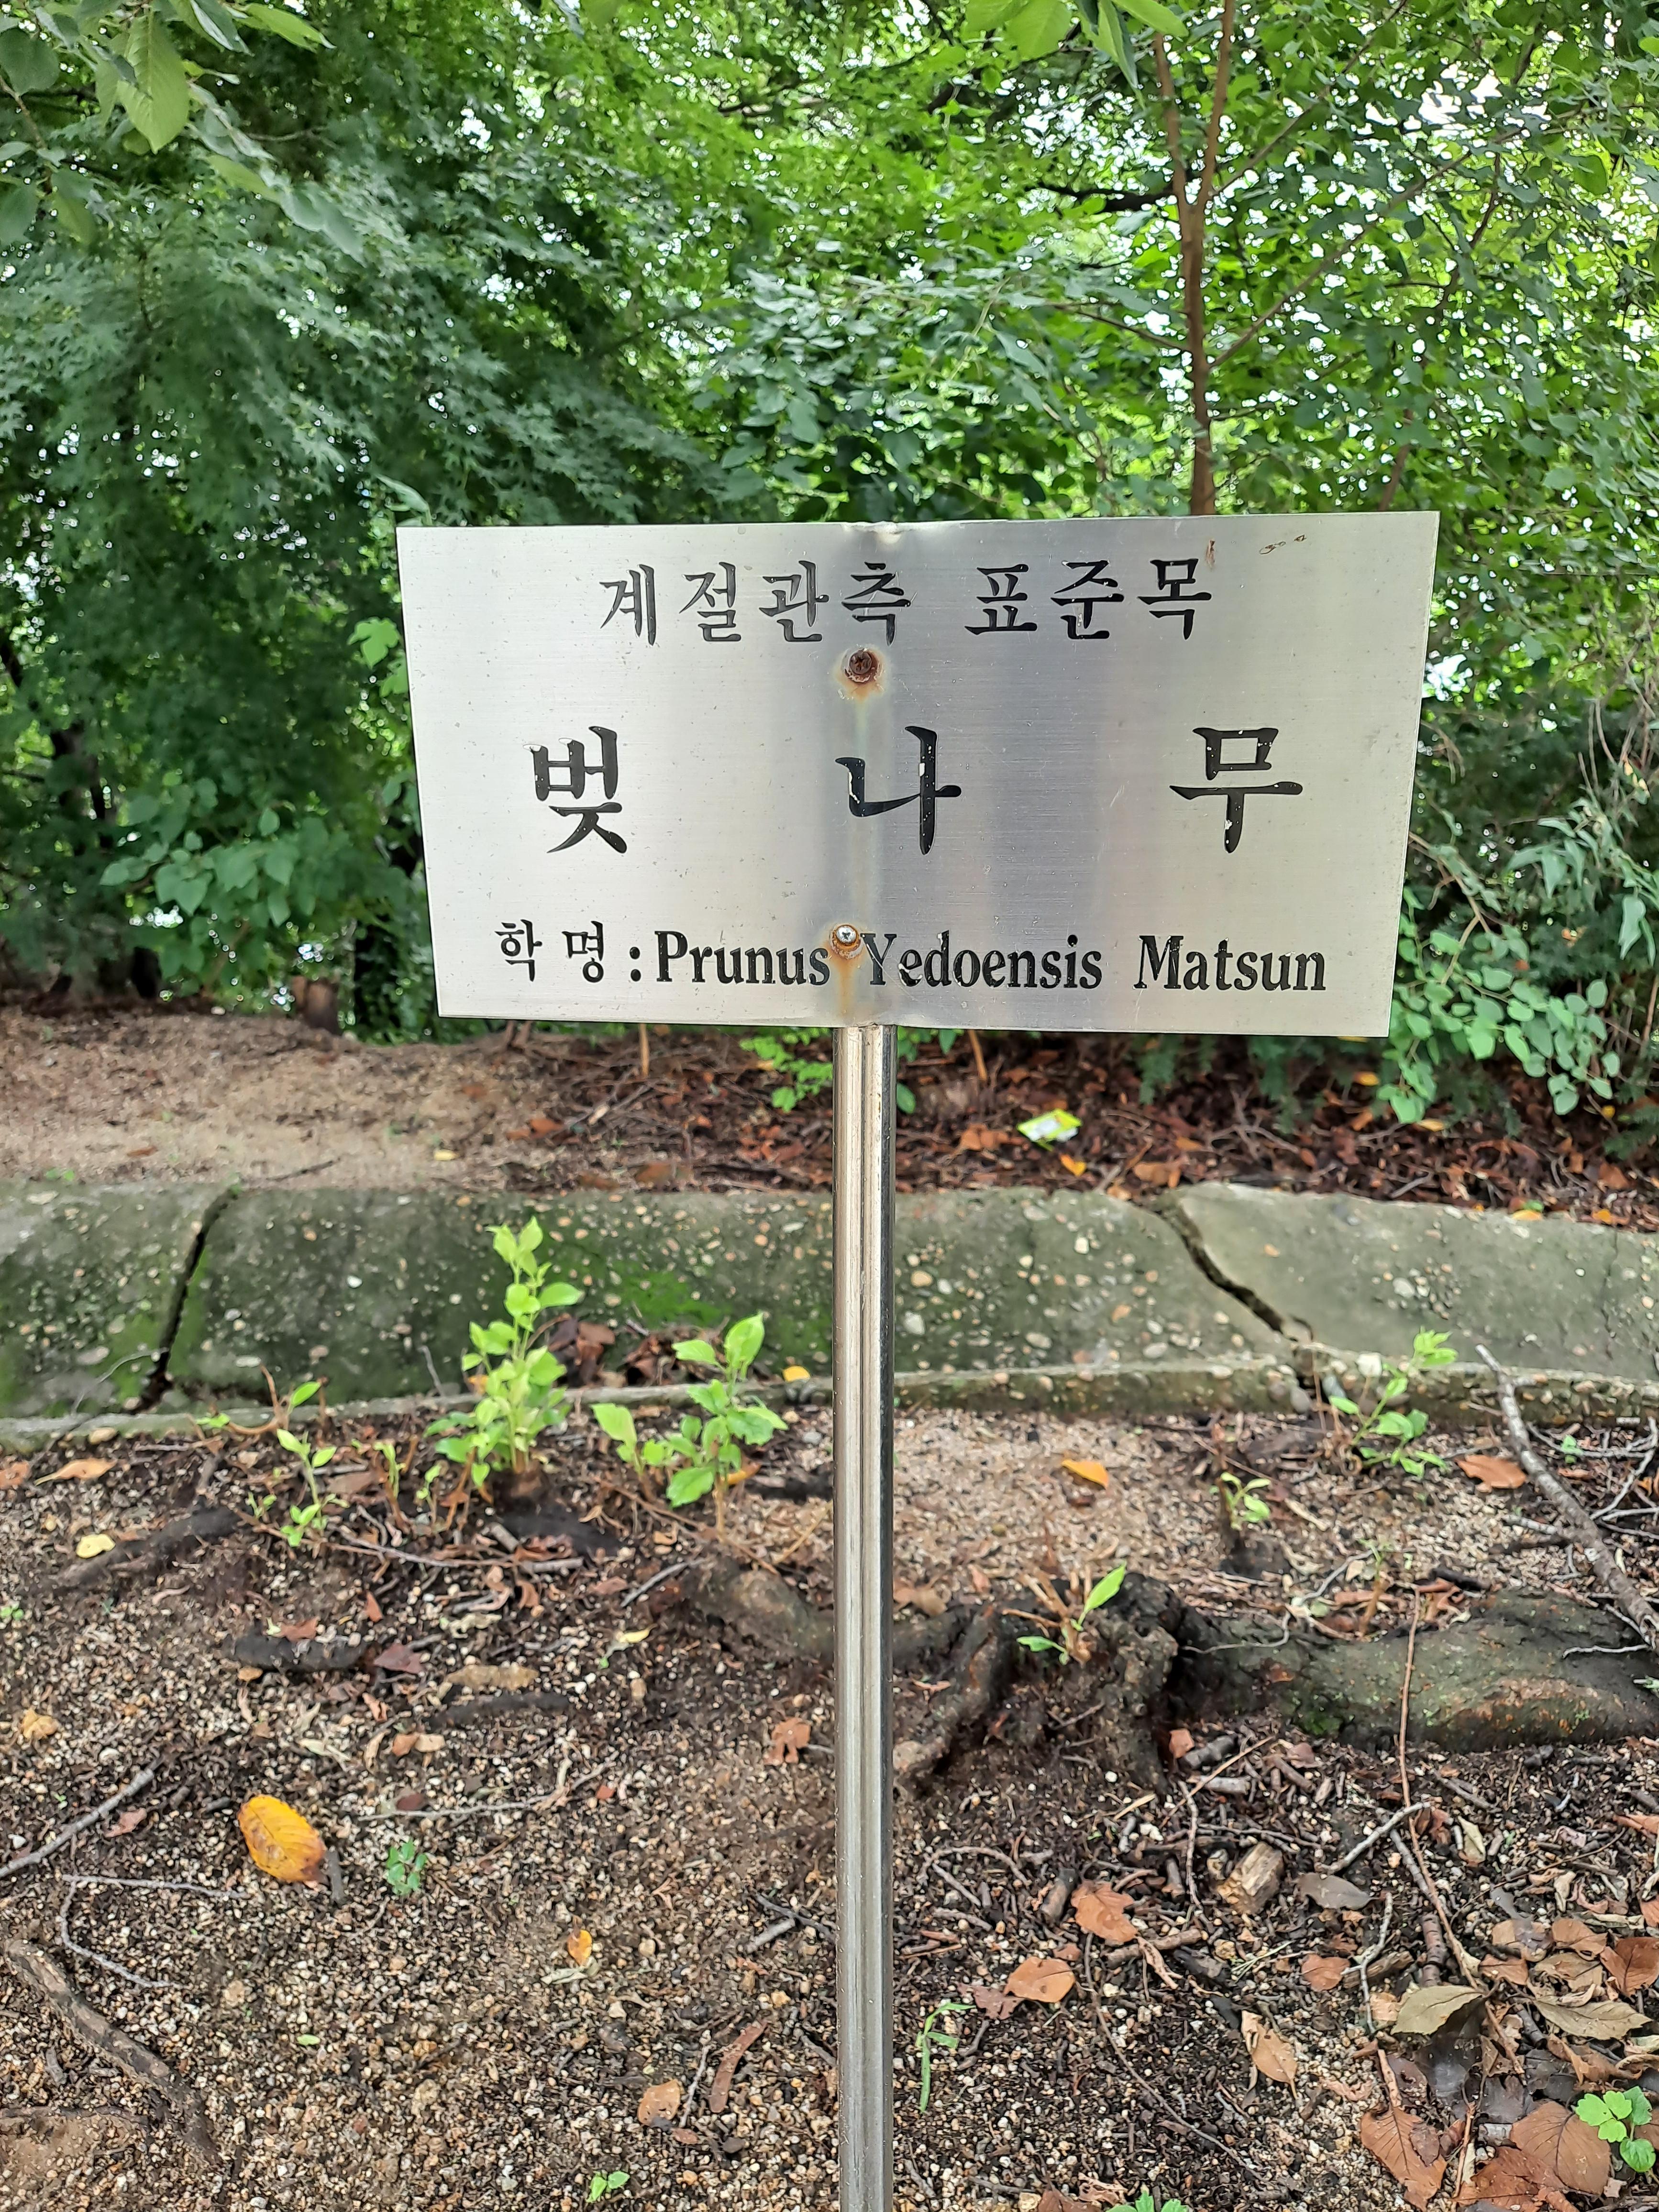 계절관측 표준목
벚 나 무
학 명 : Prunus Yedoensis Matsun